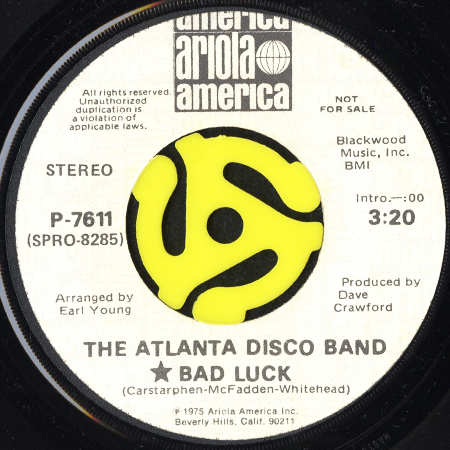 america
ariola
america
All rights reserved.
Unauthorized
duplication is
a violation of
applicable laws.
NOT
FOR SALE
Blackwood
Music, Inc.
BMI
STEREO
Intro.—:00
P-7611
3:20
(SPRO-8285)
Arranged by
Earl Young
Produced by
Dave
Crawford
THE ATLANTA DISCO BAND
★ BAD LUCK
(Carstarphen-McFadden-Whitehead)
℗ 1975 Ariola America Inc.
Beverly Hills, Calif. 90211